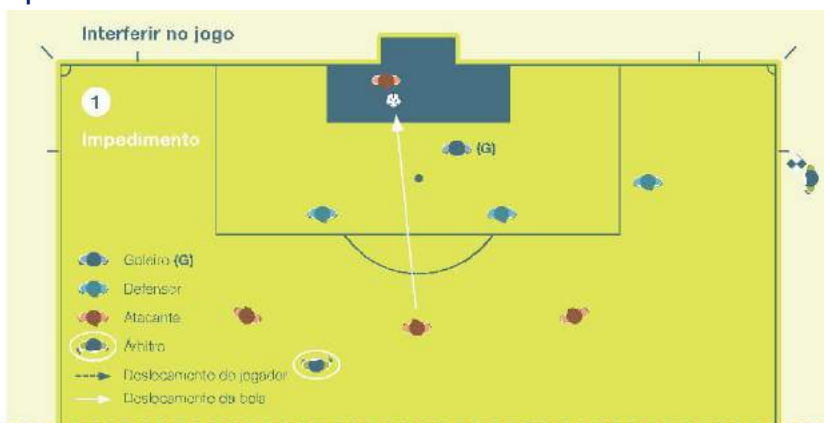 Interferir no jogo
1
Impedimento
(G)
Goleiro (G)
Defensor
Atacante
Árbitro
Deslocamento do jogador
Deslocamento da bola